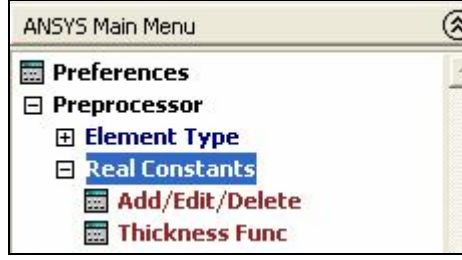 ANSYS Main Menu
Preferences
Preprocessor
Element Type
Real Constants
Add/Edit/Delete
Thickness Func